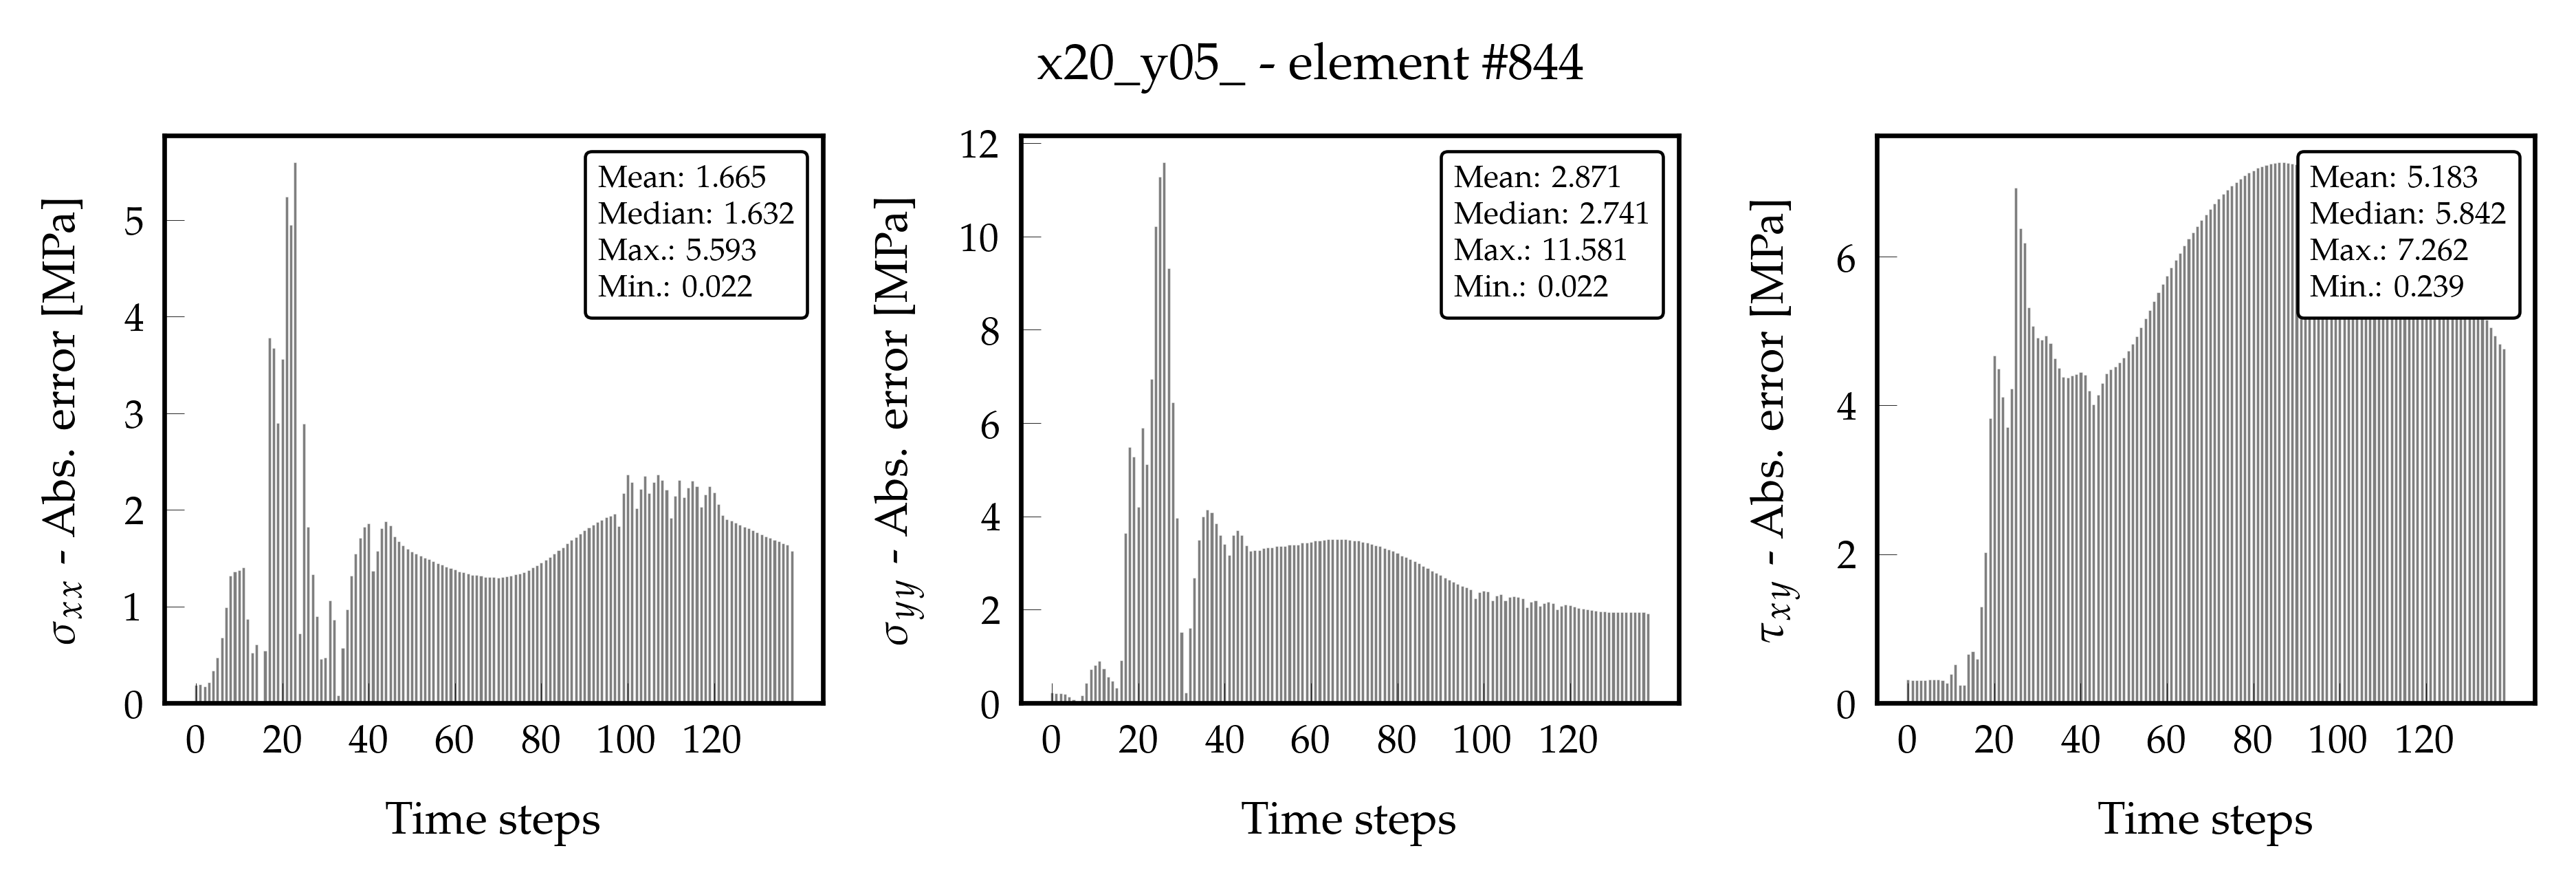 x20_y05_ - element #844
σxx - Abs. error [MPa]
5
4
3
2
1
0
0 20 40 60 80 100 120
Time steps
Mean: 1.665
Median: 1.632
Max.: 5.593
Min.: 0.022
σyy - Abs. error [MPa]
12
10
8
6
4
2
0
0 20 40 60 80 100 120
Time steps
Mean: 2.871
Median: 2.741
Max.: 11.581
Min.: 0.022
τxy - Abs. error [MPa]
6
4
2
0
0 20 40 60 80 100 120
Time steps
Mean: 5.183
Median: 5.842
Max.: 7.262
Min.: 0.239